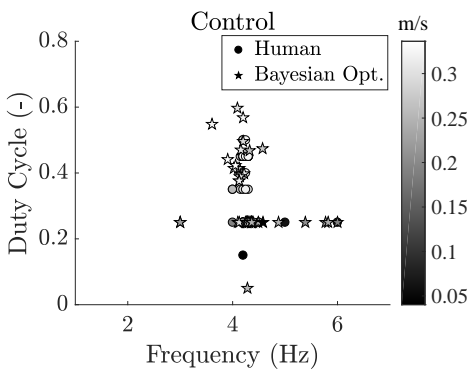 Control
m/s
Human
Bayesian Opt.
0.8
0.6
0.4
0.2
0
Duty Cycle (-)
2
4
6
Frequency (Hz)
0.3
0.25
0.2
0.15
0.1
0.05